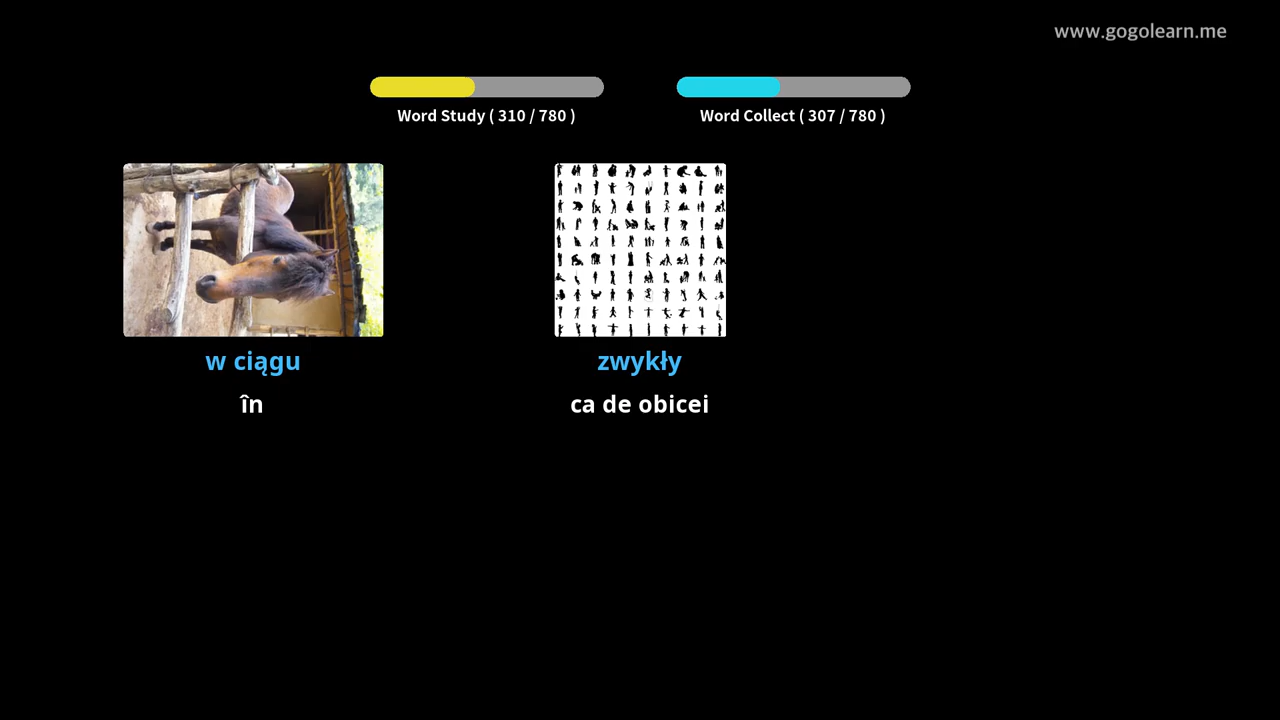 www.gogolearn.me
Word Study ( 310 / 780 )
Word Collect ( 307 / 780 )
w ciągu
zwykły
în
ca de obicei